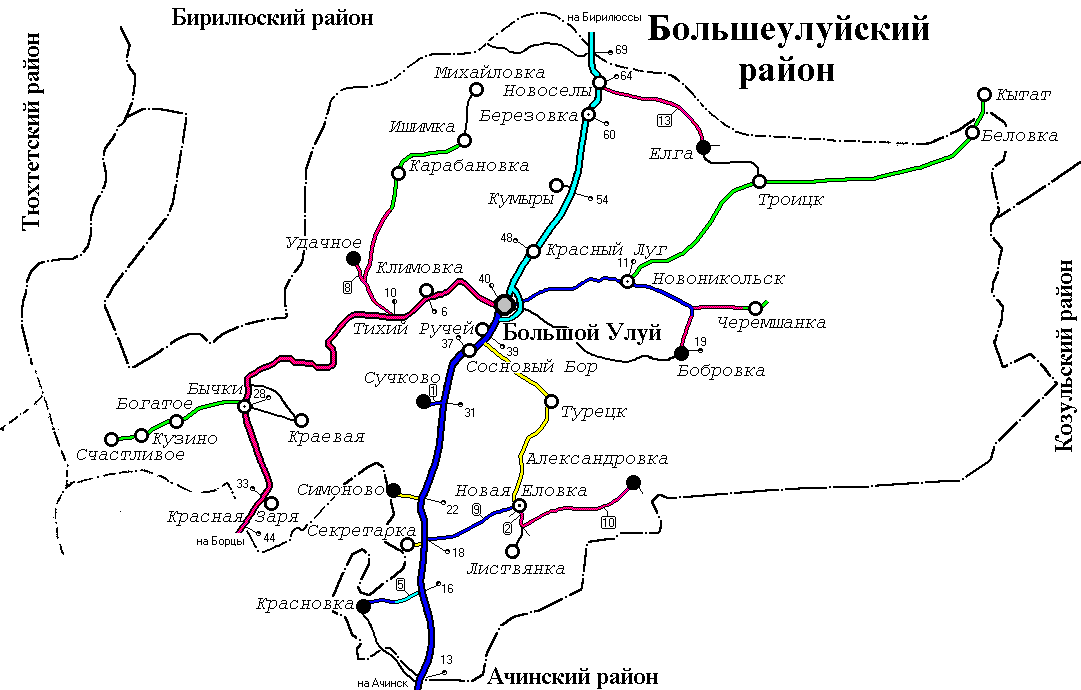 Бирилюский район
на Бирилюссы
Большеулуйский
район
Тюхтетский район
69
Михайловка
64
Новоселы
Кытат
Березовка
13
60
Ишимка
Беловка
Елга
Карабановка
Кумыры
54
Троицк
48
Удачное
Красный Луг
11
Климовка
40
Новоникольск
8
10
6
Тихий Ручей
Большой Улуй
Черемшанка
37
39
19
Сосновый Бор
Бобровка
Сучково
1
31
Бычки
28
Богатое
Турецк
Краевая
Кузино
Счастливое
Козульский район
Александровка
33
Симоново
22
Новая Еловка
9
2
10
Красная Заря
Секретарка
на Борцы
44
18
Листвянка
5
16
Красновка
13
на Ачинск
Ачинский район